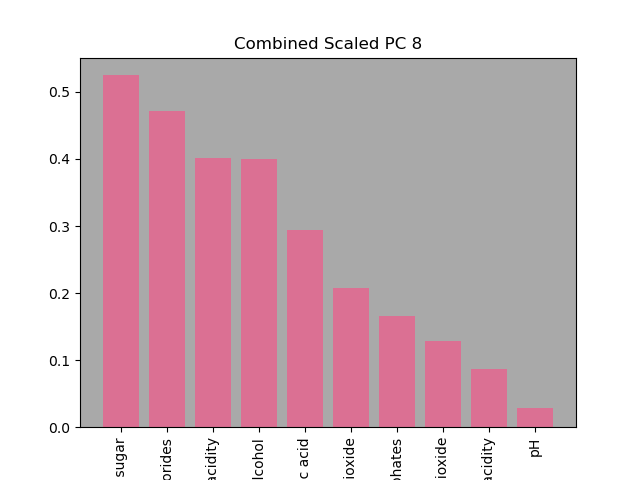 Combined Scaled PC 8
0.5
0.4
0.3
0.2
0.1
0.0
sugar
orides
acidity
lcohol
c acid
ioxide
phates
ioxide
acidity
pH